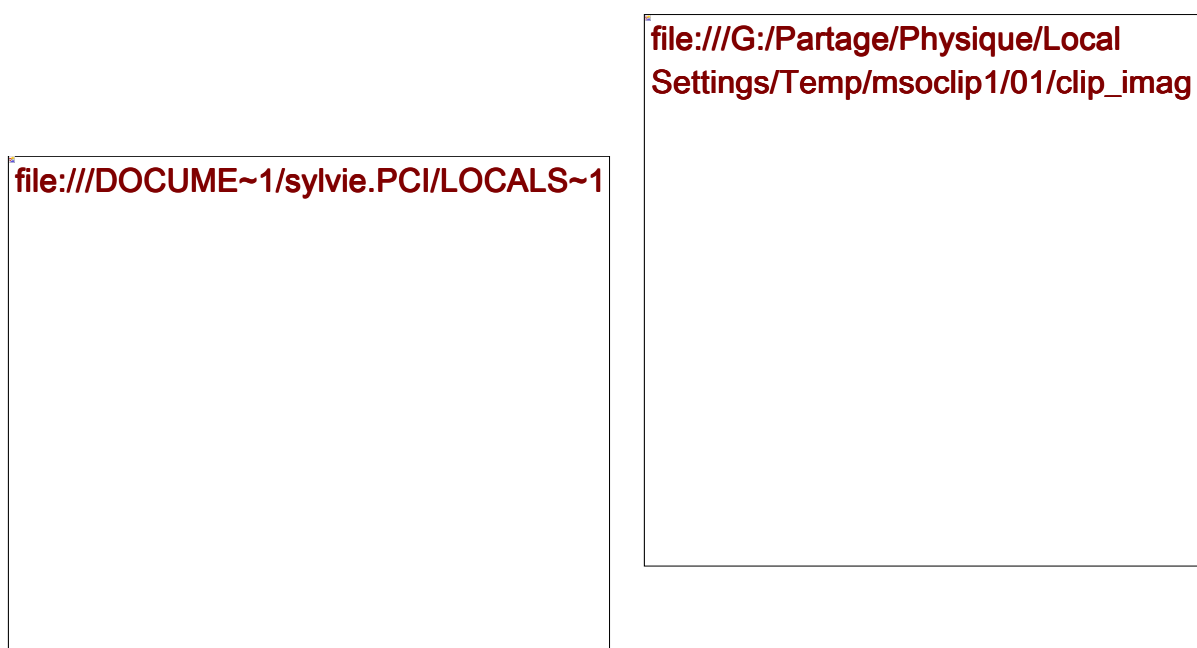 file:///DOCUME~1/sylvie.PCI/LOCALS~1
file:///G:/Partage/Physique/Local
Settings/Temp/msoclip1/01/clip_imag